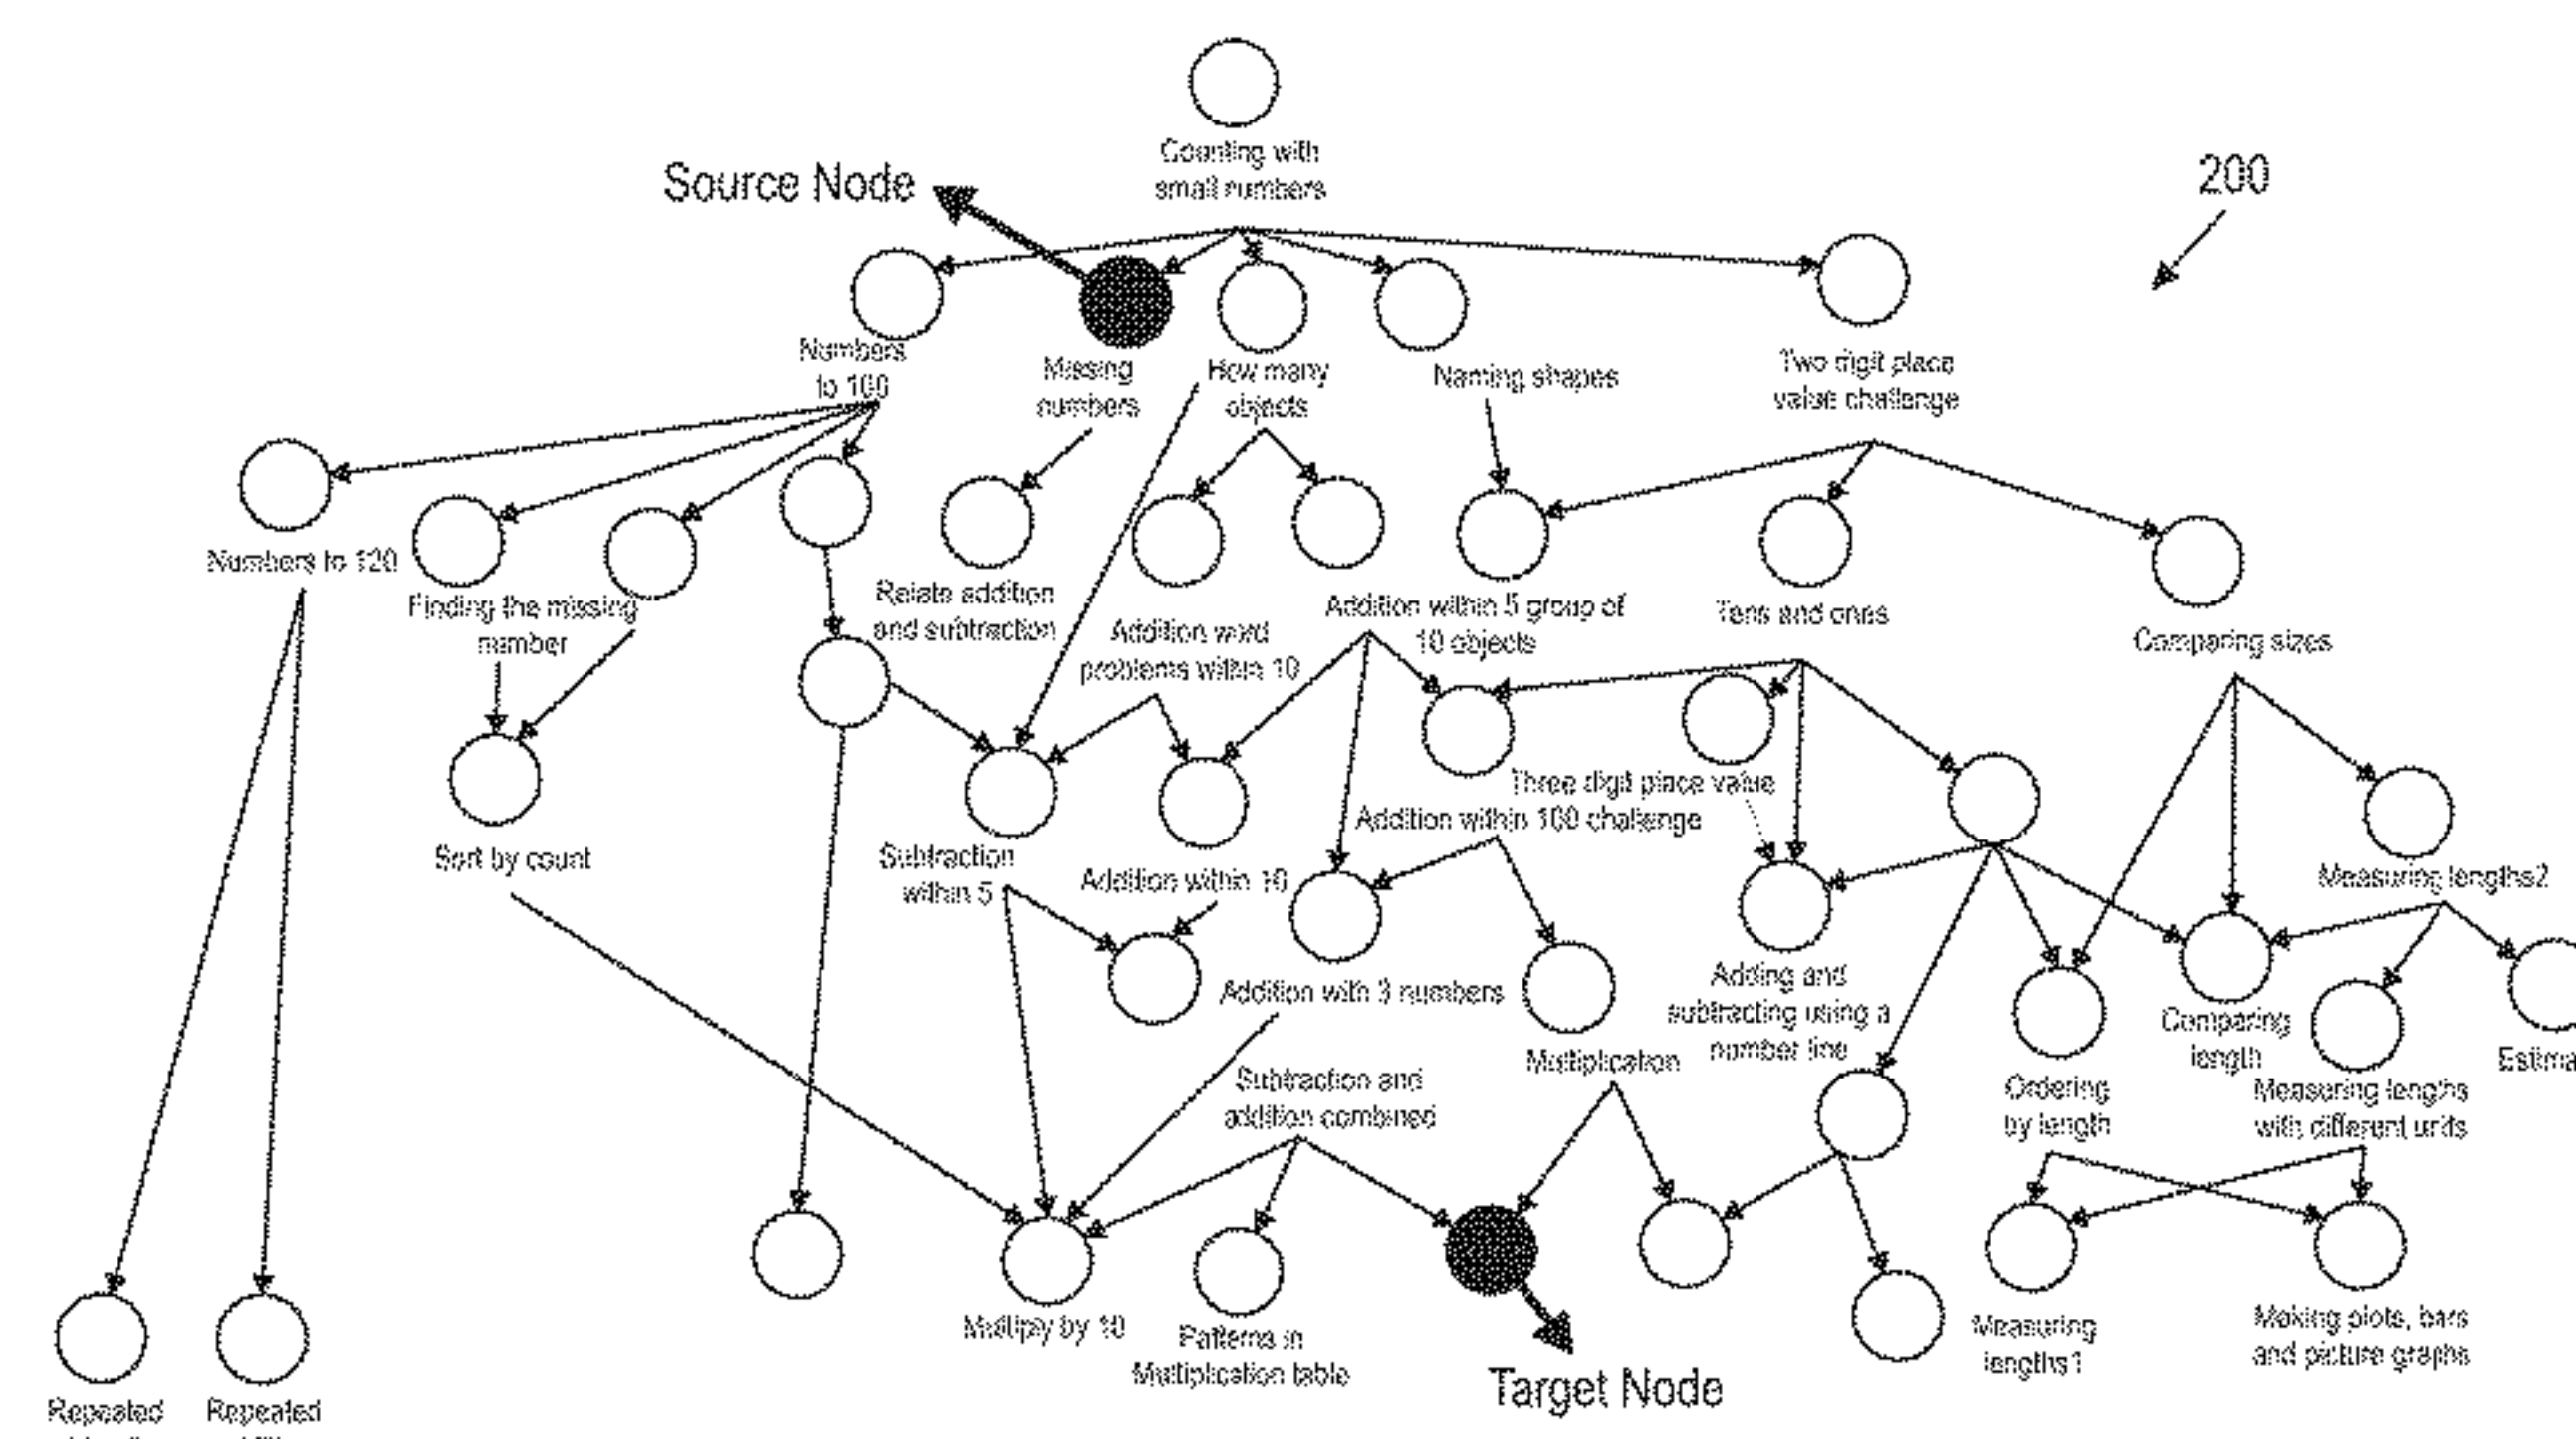 Counting with
small numbers
Source Node
200
Numbers
to 100
Missing
numbers
How many
objects
Naming shapes
Two digit place
value challenge
Numbers to 120
Finding the missing
number
Relate addition
and subtraction
Addition word
problems within 10
Addition within 5 group of
10 objects
Tens and ones
Comparing sizes
Three digit place value
Addition within 100 challenge
Sort by count
Subtraction
within 5
Addition within 10
Measuring lengths2
Addition with 3 numbers
Adding and
subtracting using a
number line
Multiplication
Comparing
length
Estima
Subtraction and
addition combined
Ordering
by length
Measuring lengths
with different units
Multiply by 10
Patterns in
Multiplication table
Measuring
lengths1
Making plots, bars
and picture graphs
Target Node
Repeated
Repeated